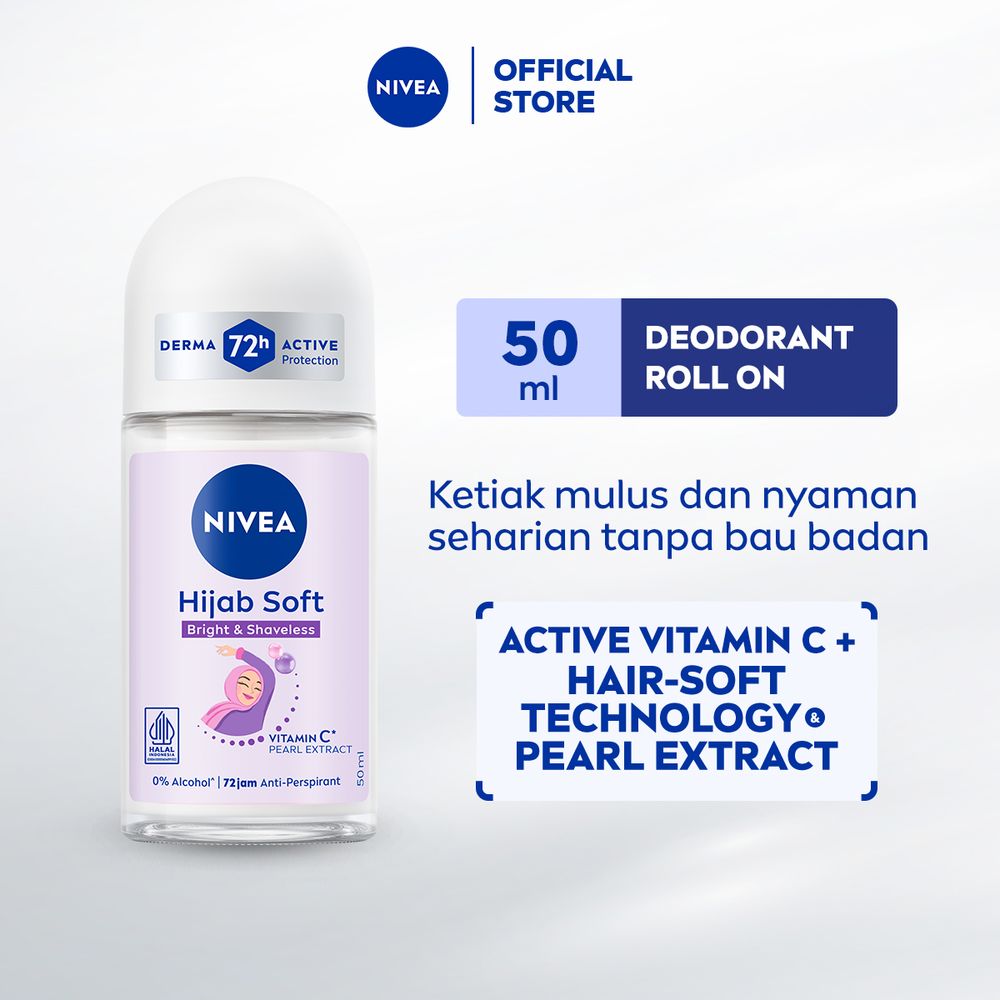 NIVEA
OFFICIAL
STORE
DERMA 72h ACTIVE
Protection
NIVEA
Hijab Soft
Bright & Shaveless
VITAMIN C*
PEARL EXTRACT
HALAL
INDONESIA
0% Alcohol^ | 72jam Anti-Perspirant
50 ml
50
ml
DEODORANT
ROLL ON
Ketiak mulus dan nyaman
seharian tanpa bau badan
ACTIVE VITAMIN C +
HAIR-SOFT
TECHNOLOGY &
PEARL EXTRACT